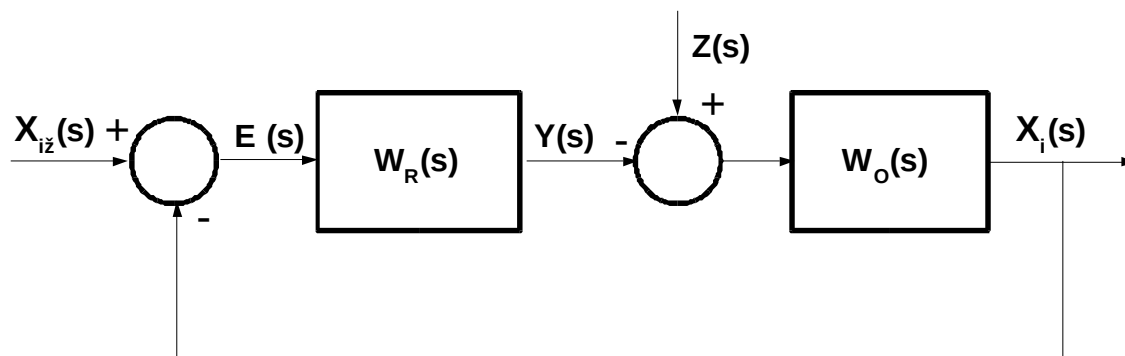 Z(s)
X_iž(s) + E (s) W_R(s) Y(s) - + W_O(s) X_i(s)
-